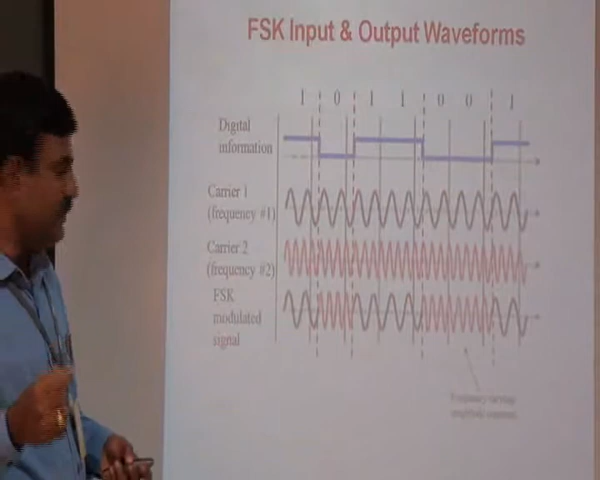 FSK Input & Output Waveforms
1 0 1 1 0 0 1
Digital
information
Carrier 1
(frequency #1)
Carrier 2
(frequency #2)
FSK
modulated
signal